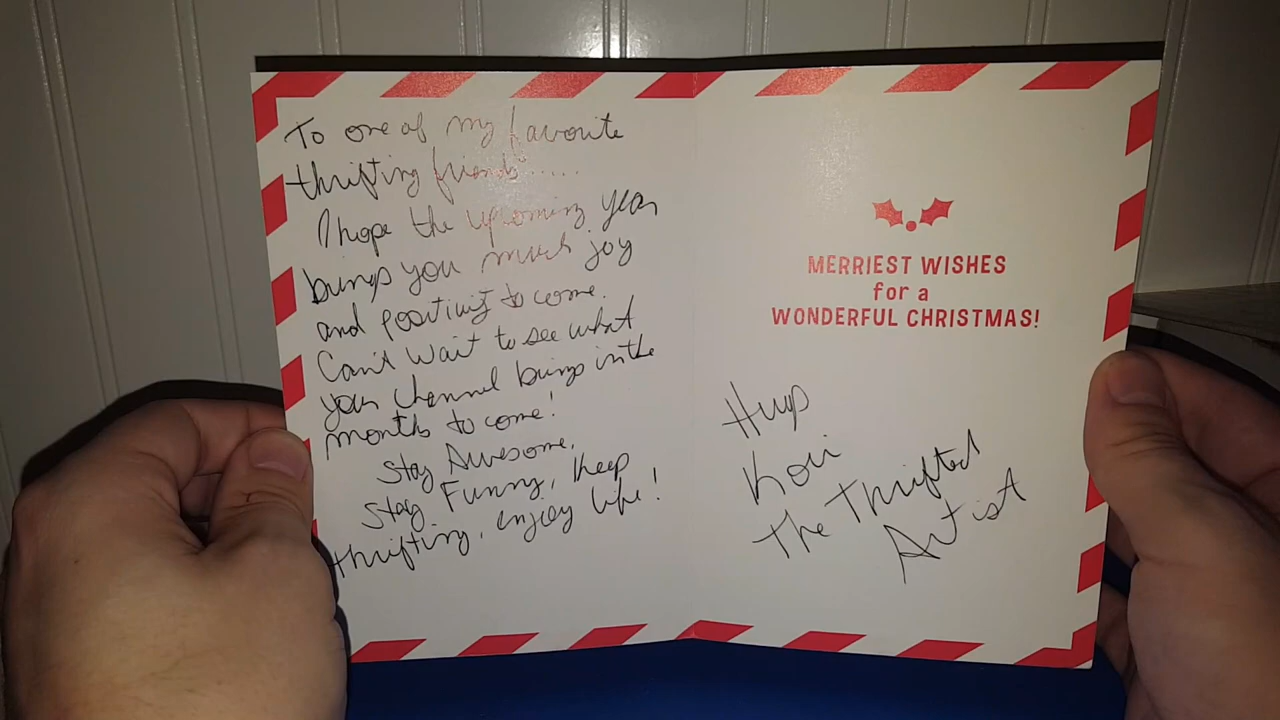 To one of my favorite
thrifting friends.....
I hope the upcoming year
brings you much joy
and positivity to come.
Can't wait to see what
your channel brings in the
months to come!
Stay Awesome,
Stay Funny, Keep
thrifting, enjoy life!
MERRIEST WISHES
for a
WONDERFUL CHRISTMAS!
The Thrifted
Artist